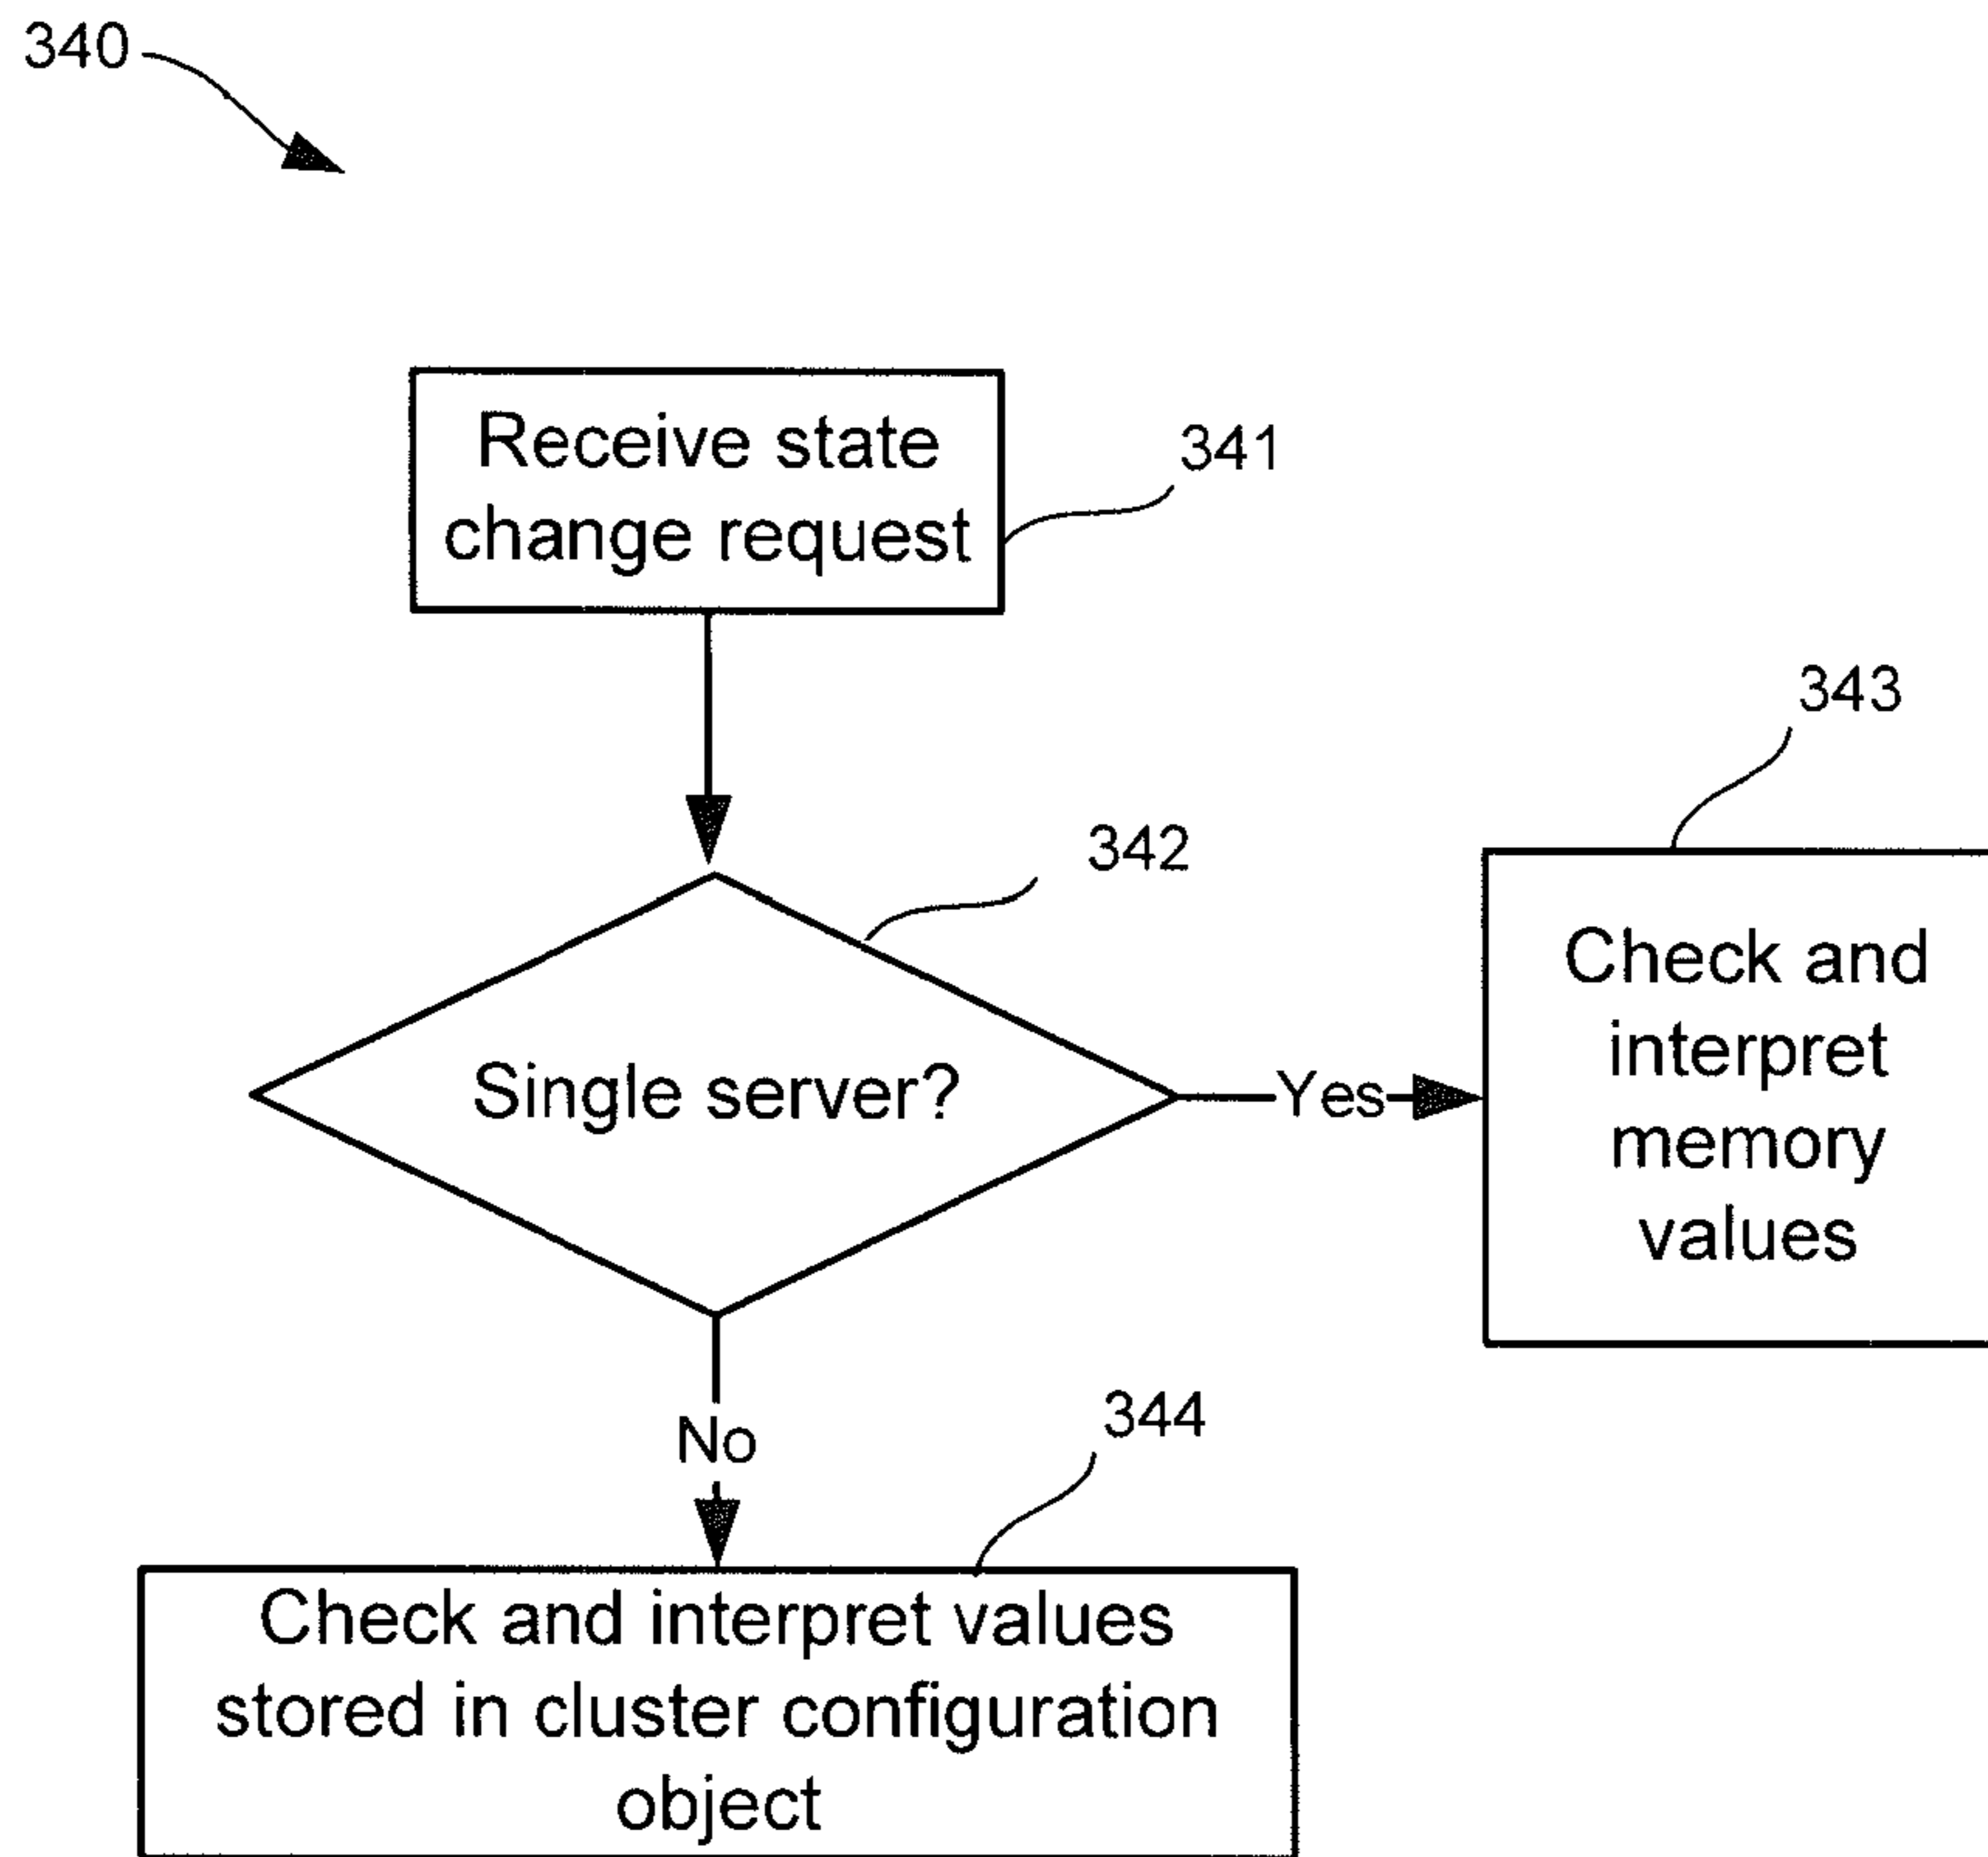 340
Receive state
change request
341
342
343
Single server?
Yes
Check and
interpret
memory
values
No
344
Check and interpret values
stored in cluster configuration
object